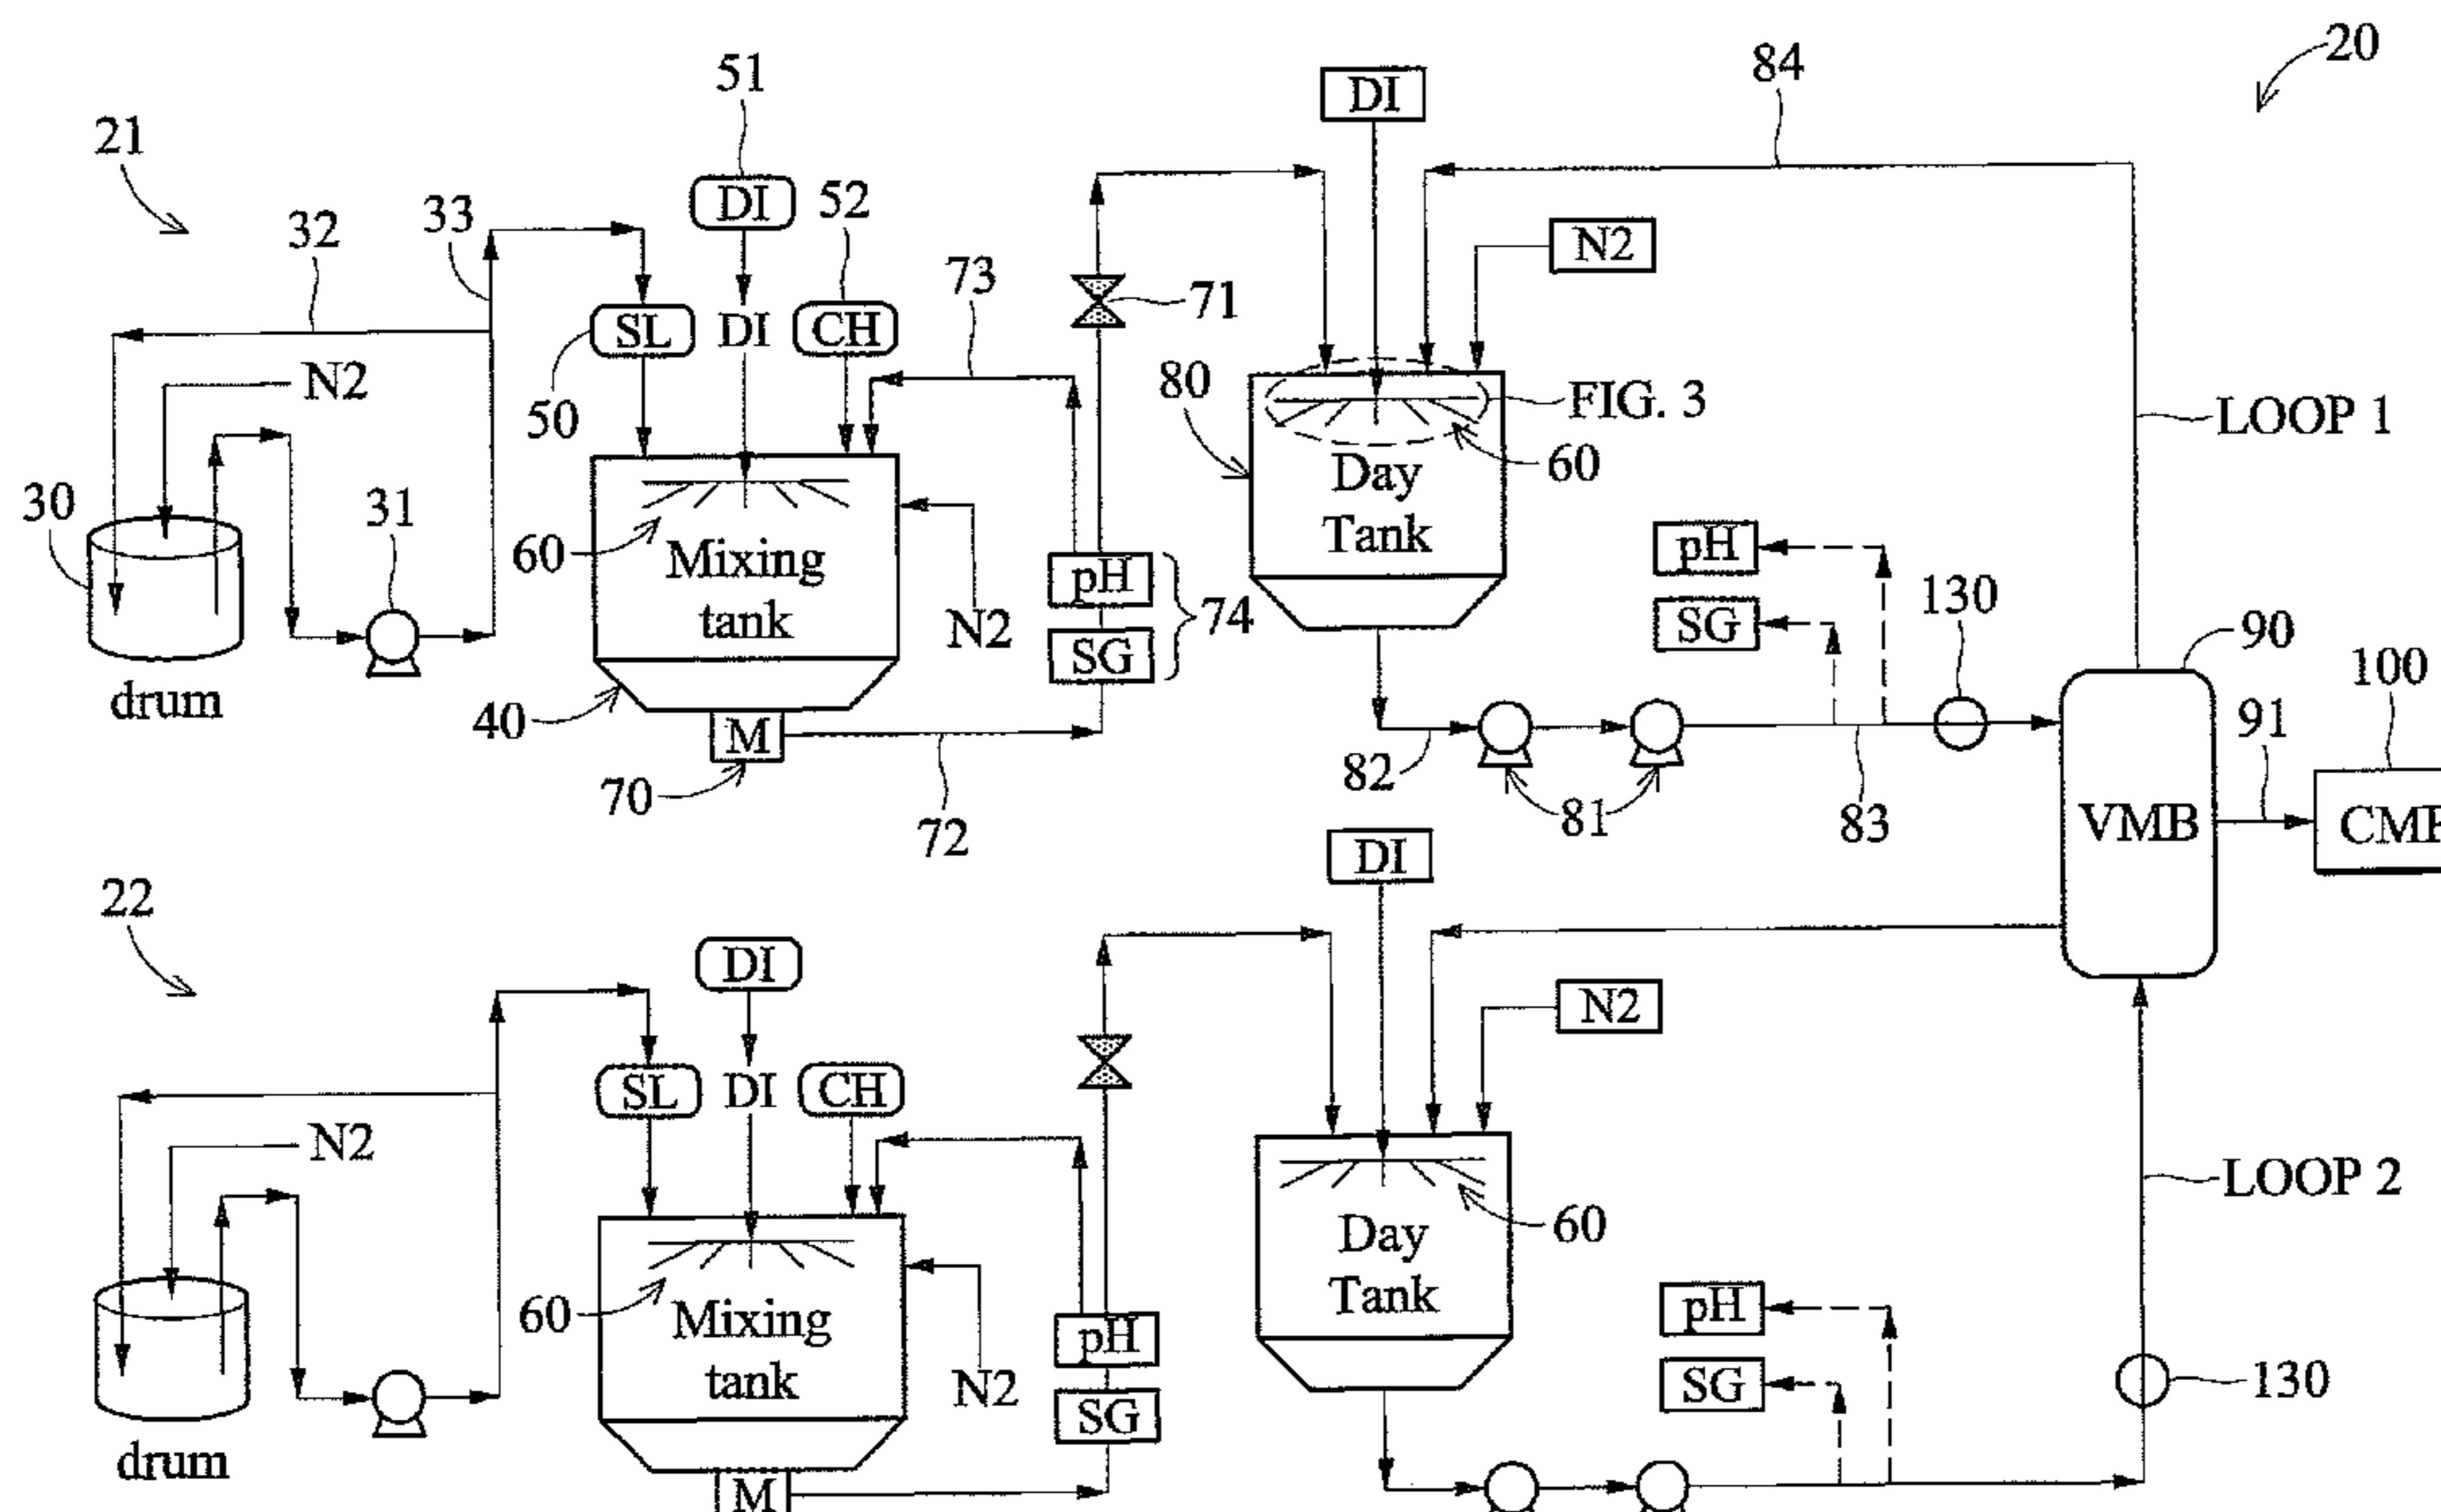 20
84
51
DI
21
DI
52
33
32
N2
73
71
SL
DI
CH
N2
80
FIG. 3
50
LOOP 1
60
Day
Tank
30
31
60
Mixing
tank
pH
pH
SG
130
74
N2
SG
90
100
drum
40
M
91
82
70
72
81
83
VMB
CMP
DI
22
DI
N2
SL
DI
CH
N2
LOOP 2
60
Day
Tank
60
Mixing
tank
pH
pH
SG
N2
SG
130
drum
M